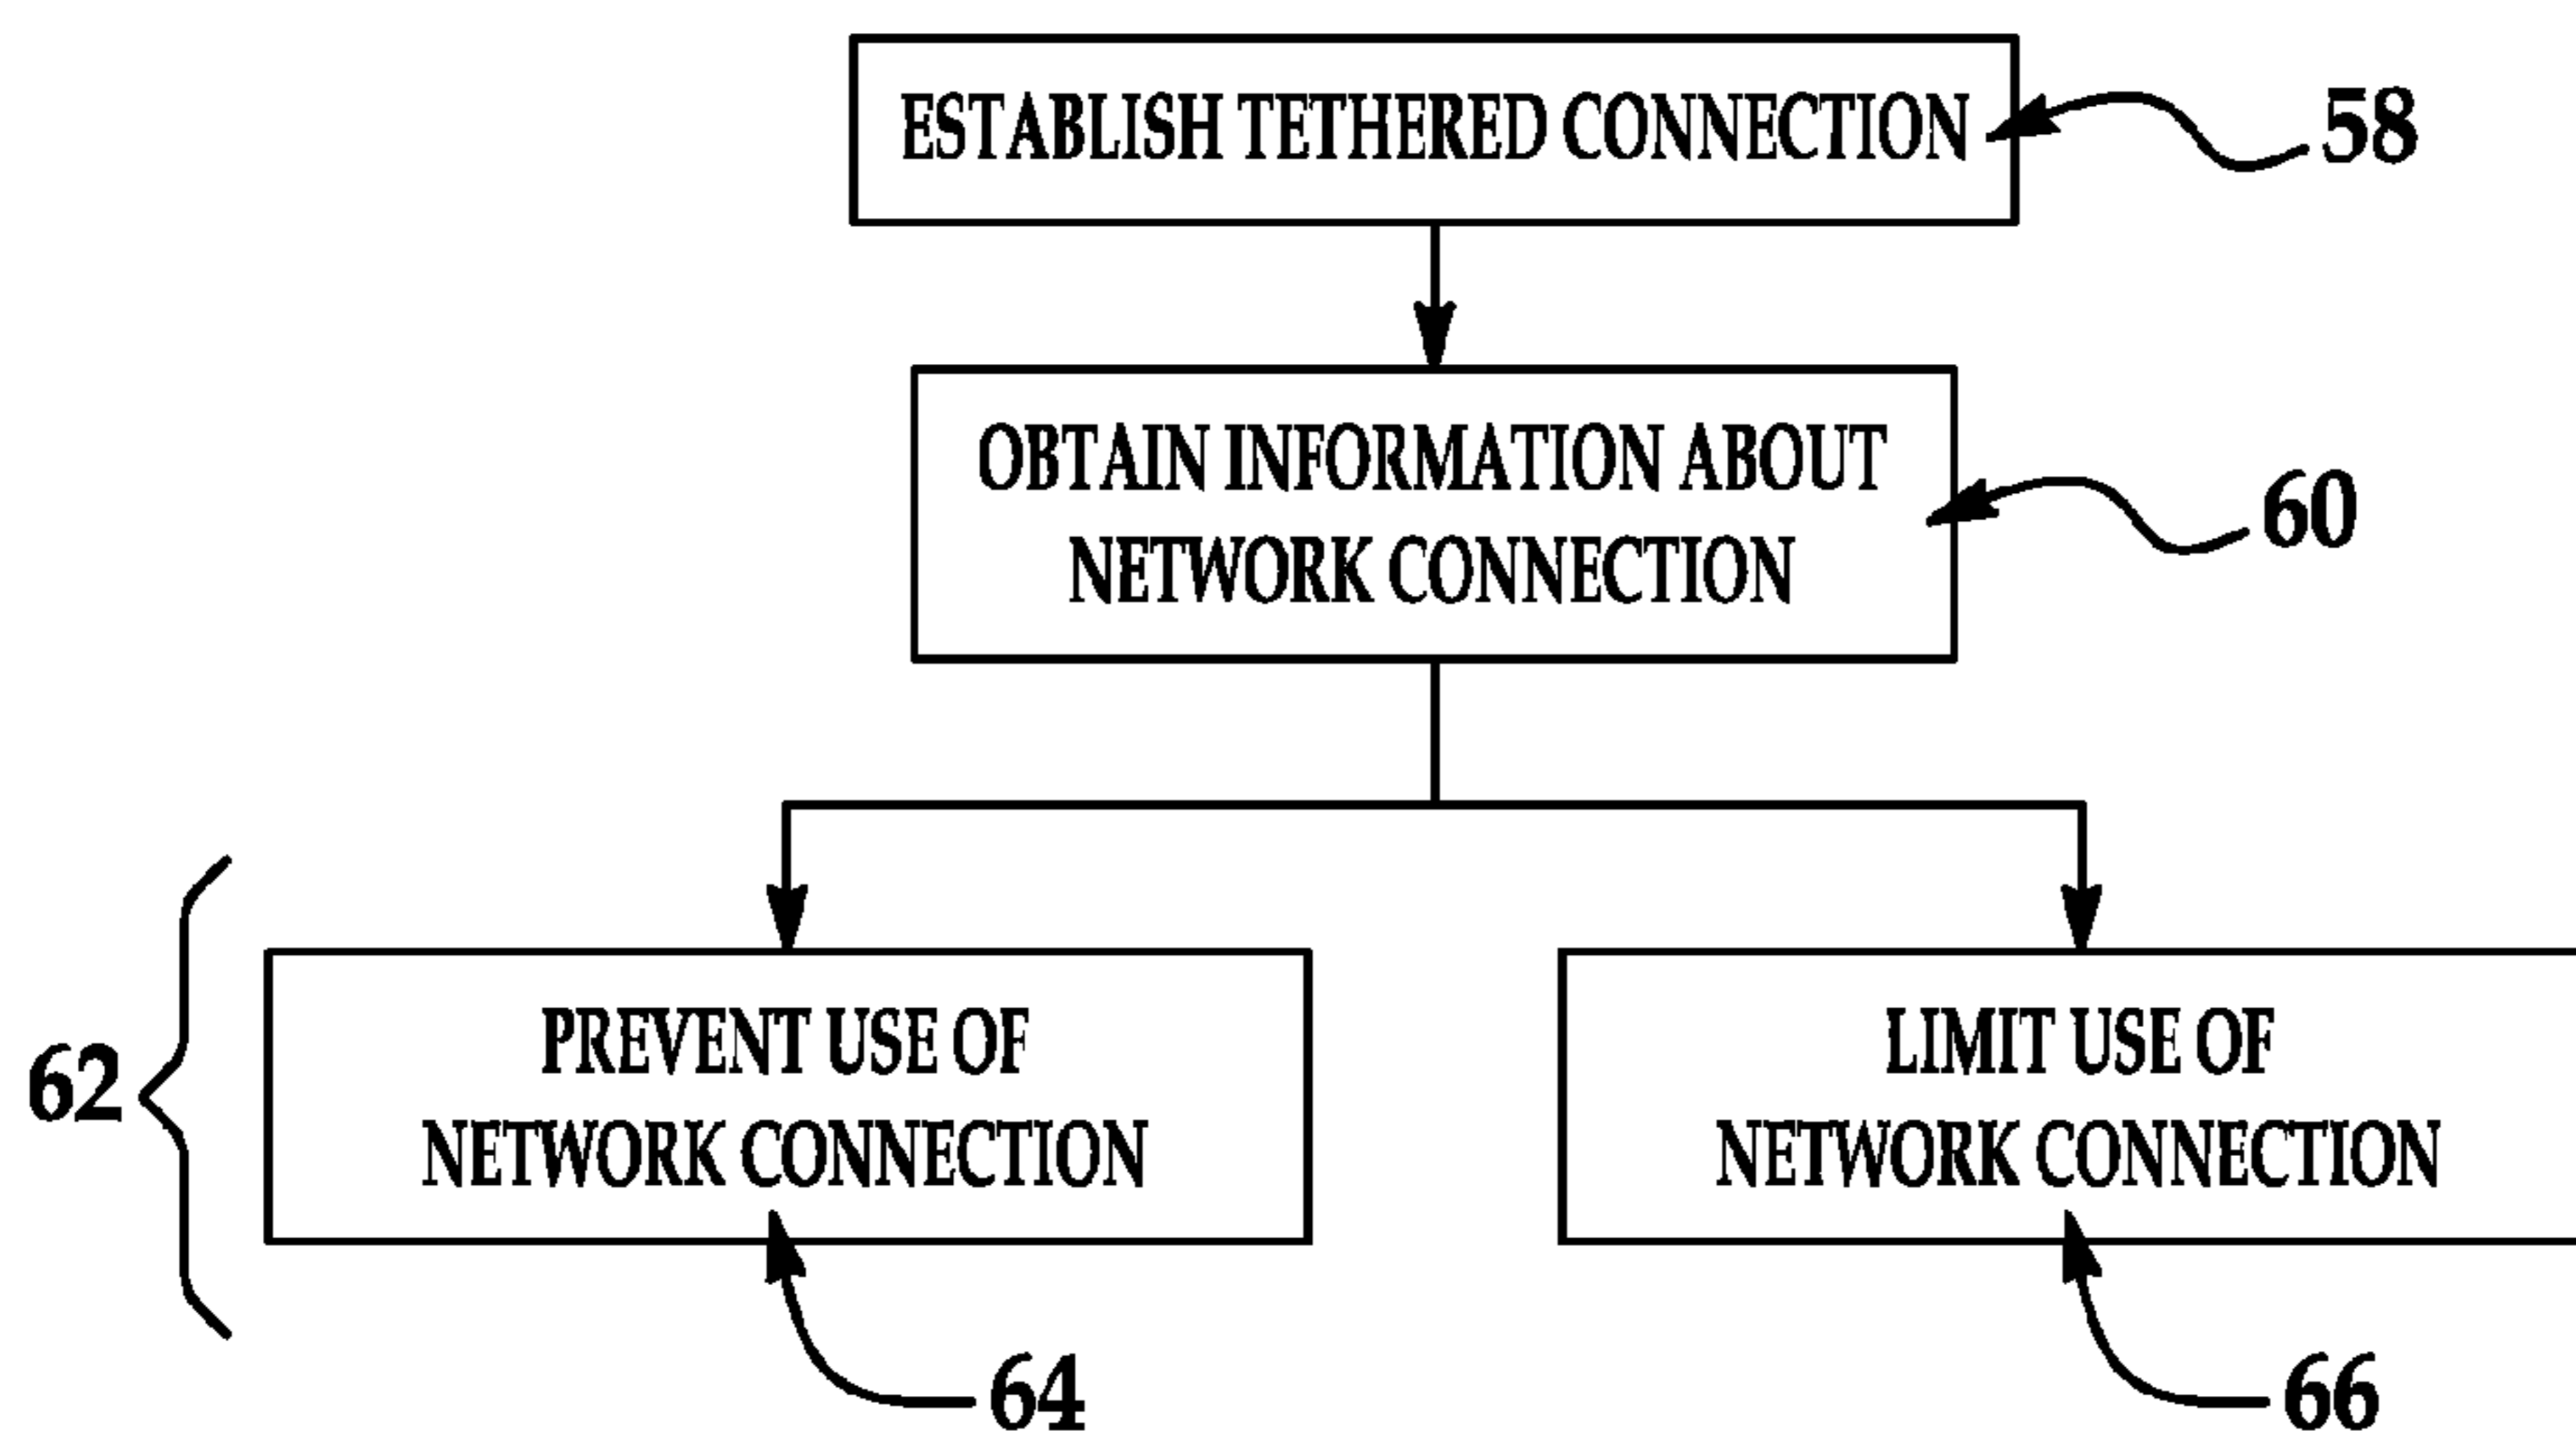 ESTABLISH TETHERED CONNECTION
58
OBTAIN INFORMATION ABOUT
NETWORK CONNECTION
60
62
PREVENT USE OF
NETWORK CONNECTION
64
LIMIT USE OF
NETWORK CONNECTION
66